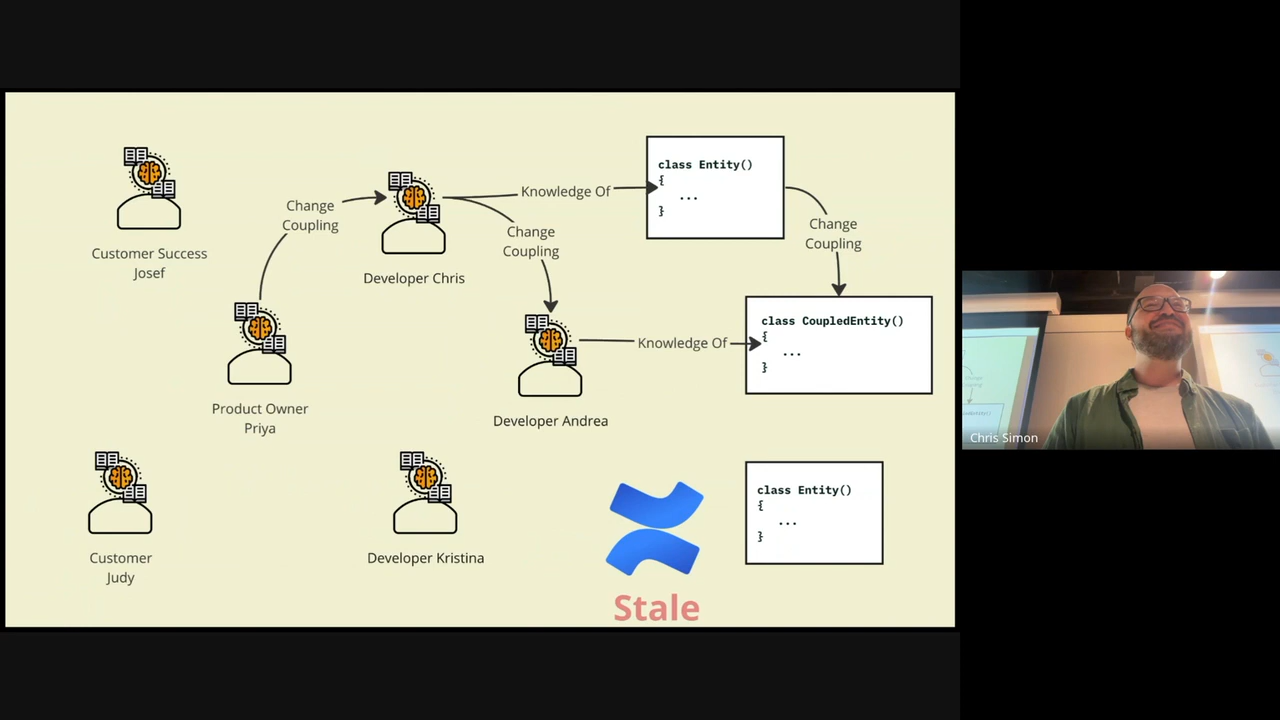 Customer Success
Josef
Change
Coupling
Product Owner
Priya
Developer Chris
Knowledge Of
Change
Coupling
class Entity()
{
...
}
Change
Coupling
Developer Andrea
Knowledge Of
class CoupledEntity()
{
...
}
Customer
Judy
Developer Kristina
Stale
class Entity()
{
...
}
Chris Simon